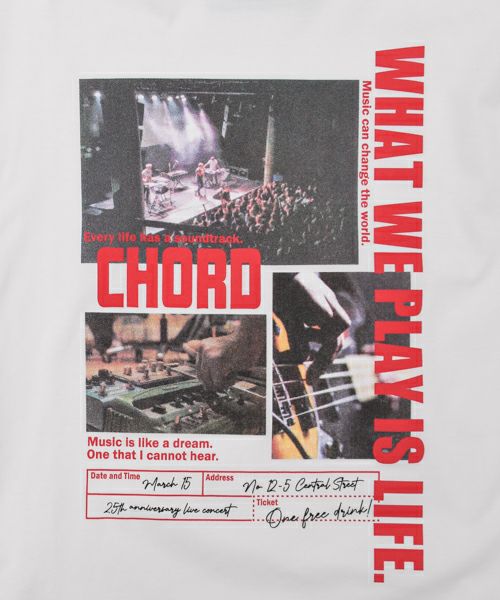 WHAT WE PLAY IS LIFE.
Music can change the world.
Every life has a soundtrack.
CHORD
Music is like a dream.
One that I cannot hear.
Date and Time March 15 Address No 12-5 Central Street
25th anniversary live concert Ticket One free drink!